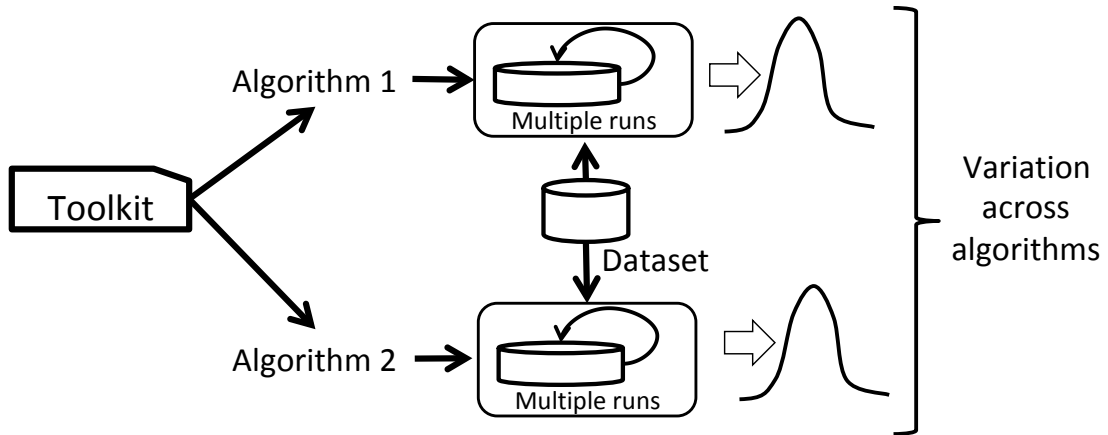 Algorithm 1
Multiple runs
Toolkit
Dataset
Variation
across
algorithms
Algorithm 2
Multiple runs